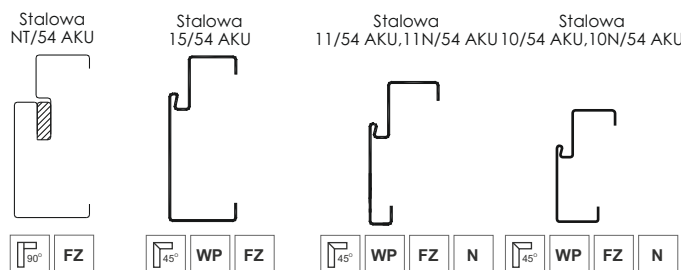 Stalowa
NT/54 AKU
Stalowa
15/54 AKU
Stalowa
11/54 AKU,11N/54 AKU
Stalowa
10/54 AKU,10N/54 AKU
90° FZ
45° WP FZ
45° WP FZ N
45° WP FZ N